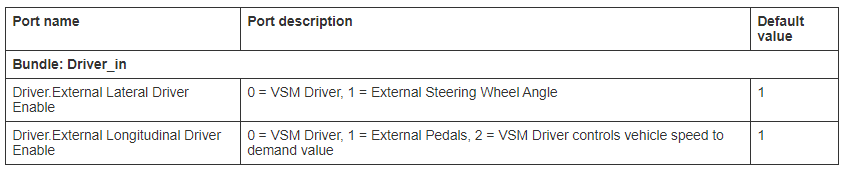 Port name Port description Default value
Bundle: Driver_in
Driver.External Lateral Driver Enable 0 = VSM Driver, 1 = External Steering Wheel Angle 1
Driver.External Longitudinal Driver Enable 0 = VSM Driver, 1 = External Pedals, 2 = VSM Driver controls vehicle speed to demand value 1